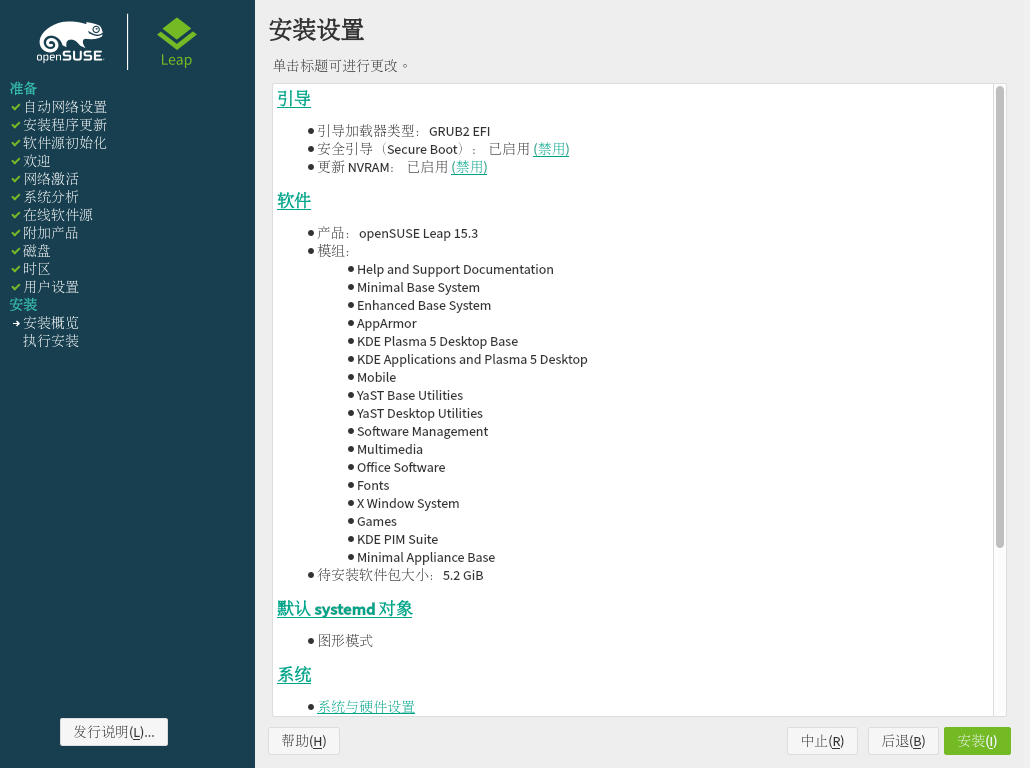 openSUSE
Leap
准备
自动网络设置
安装程序更新
软件源初始化
欢迎
网络激活
系统分析
在线软件源
附加产品
磁盘
时区
用户设置
安装
安装概览
执行安装
发行说明(L)...
安装设置
单击标题可进行更改。
引导
引导加载器类型： GRUB2 EFI
安全引导（Secure Boot）： 已启用 (禁用)
更新 NVRAM： 已启用 (禁用)
软件
产品： openSUSE Leap 15.3
模组：
Help and Support Documentation
Minimal Base System
Enhanced Base System
AppArmor
KDE Plasma 5 Desktop Base
KDE Applications and Plasma 5 Desktop
Mobile
YaST Base Utilities
YaST Desktop Utilities
Software Management
Multimedia
Office Software
Fonts
X Window System
Games
KDE PIM Suite
Minimal Appliance Base
待安装软件包大小： 5.2 GiB
默认 systemd 对象
图形模式
系统
系统与硬件设置
帮助(H)
中止(R)
后退(B)
安装(I)